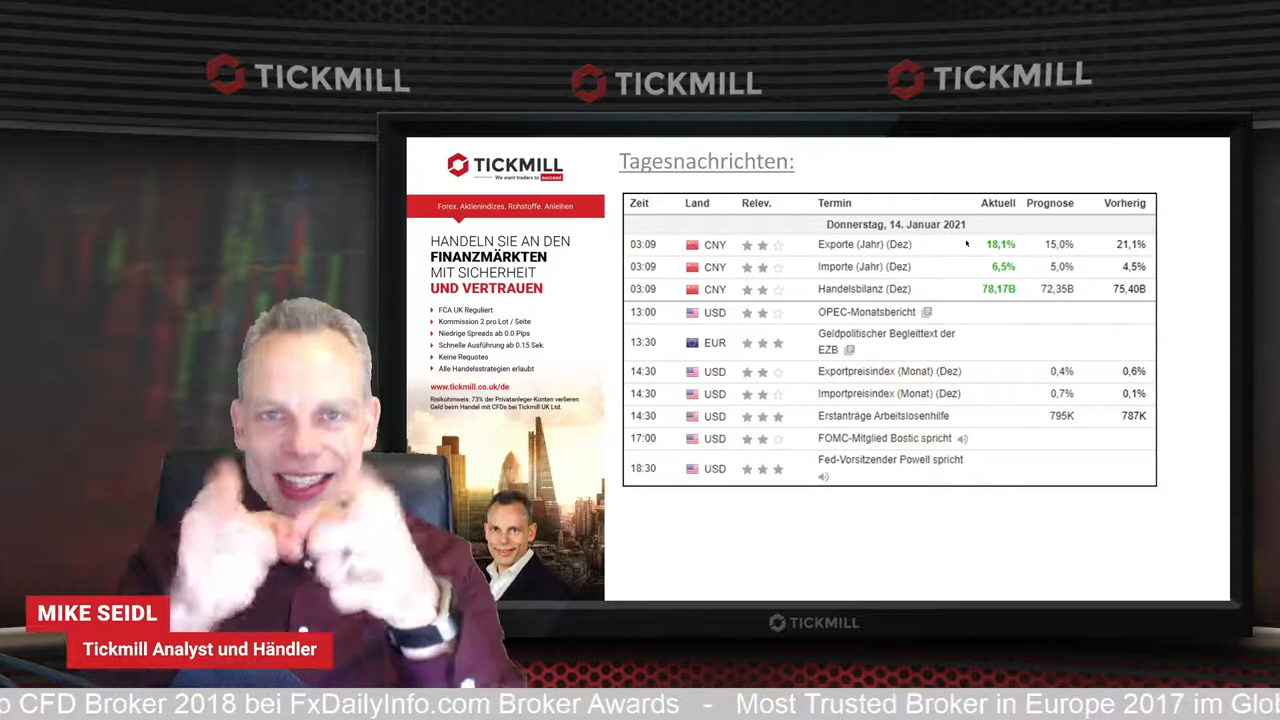 TICKMILL
TICKMILL
TICKMILL
TICKMILL
We want traders to succeed
Forex. Aktienindizes. Rohstoffe. Anleihen
HANDELN SIE AN DEN
FINANZMÄRKTEN
MIT SICHERHEIT
UND VERTRAUEN
FCA UK Reguliert
Kommission 2 pro Lot / Seite
Niedrige Spreads ab 0.0 Pips
Schnelle Ausführung ab 0.15 Sek.
Keine Requotes
Alle Handelsstrategien erlaubt
www.tickmill.co.uk/de
Risikohinweis: 73% der Privatanleger-Konten verlieren
Geld beim Handel mit CFDs bei Tickmill UK Ltd.
Tagesnachrichten:
Zeit Land Relev. Termin Aktuell Prognose Vorherig
Donnerstag, 14. Januar 2021
03:09 CNY Exporte (Jahr) (Dez) 18,1% 15,0% 21,1%
03:09 CNY Importe (Jahr) (Dez) 6,5% 5,0% 4,5%
03:09 CNY Handelsbilanz (Dez) 78,17B 72,35B 75,40B
13:00 USD OPEC-Monatsbericht
13:30 EUR Geldpolitischer Begleittext der
EZB
14:30 USD Exportpreisindex (Monat) (Dez) 0,4% 0,6%
14:30 USD Importpreisindex (Monat) (Dez) 0,7% 0,1%
14:30 USD Erstanträge Arbeitslosenhilfe 795K 787K
17:00 USD FOMC-Mitglied Bostic spricht
18:30 USD Fed-Vorsitzender Powell spricht
TICKMILL
MIKE SEIDL
Tickmill Analyst und Händler
CFD Broker 2018 bei FxDailyInfo.com Broker Awards - Most Trusted Broker in Europe 2017 im